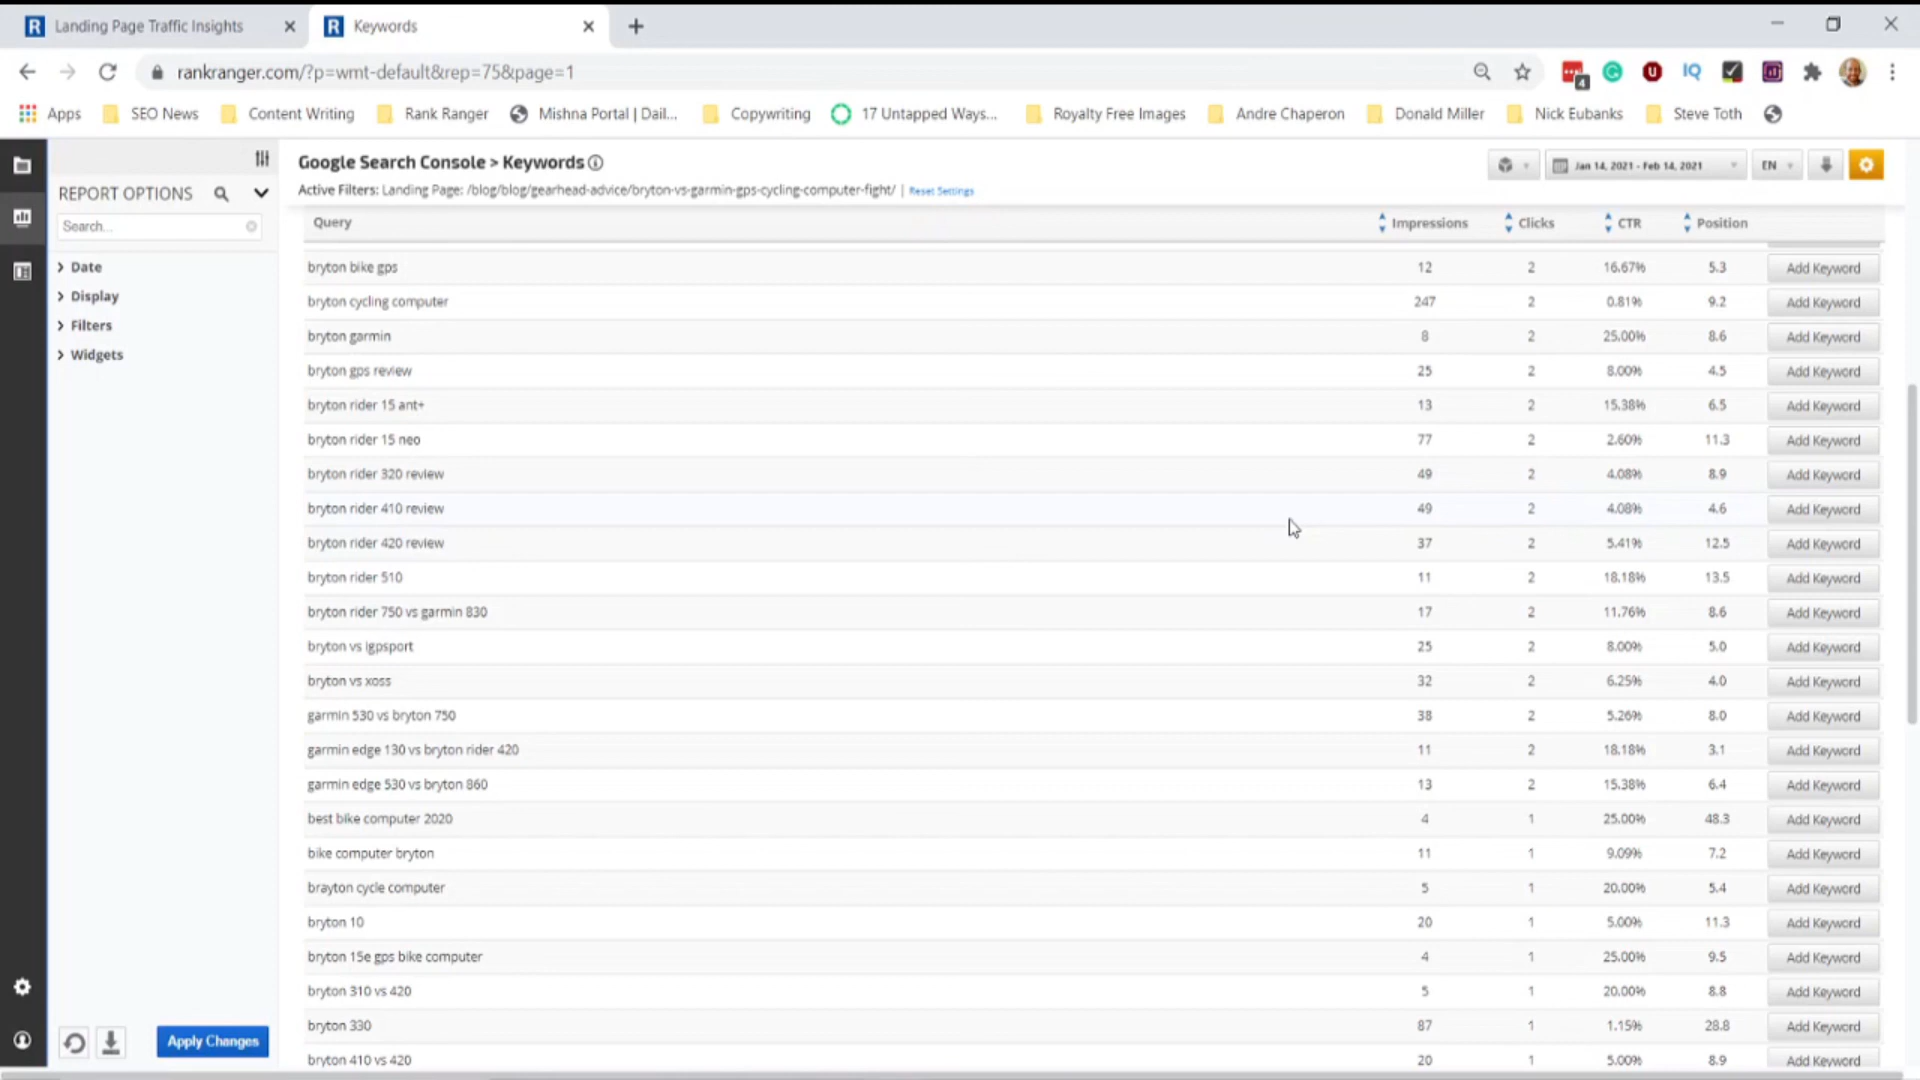 Landing Page Traffic Insights
Keywords
rankranger.com/?p=wmt-default&rep=75&page=1
4
IQ
Apps SEO News Content Writing Rank Ranger Mishna Portal | Dail... Copywriting 17 Untapped Ways... Royalty Free Images Andre Chaperon Donald Miller Nick Eubanks Steve Toth
REPORT OPTIONS
Search...
Date
Display
Filters
Widgets
Apply Changes
Google Search Console > Keywords
Jan 14, 2021 - Feb 14, 2021
EN
Active Filters: Landing Page: /blog/blog/gearhead-advice/bryton-vs-garmin-gps-cycling-computer-fight/ | Reset Settings
Query Impressions Clicks CTR Position
bryton bike gps 12 2 16.67% 5.3 Add Keyword
bryton cycling computer 247 2 0.81% 9.2 Add Keyword
bryton garmin 8 2 25.00% 8.6 Add Keyword
bryton gps review 25 2 8.00% 4.5 Add Keyword
bryton rider 15 ant+ 13 2 15.38% 6.5 Add Keyword
bryton rider 15 neo 77 2 2.60% 11.3 Add Keyword
bryton rider 320 review 49 2 4.08% 8.9 Add Keyword
bryton rider 410 review 49 2 4.08% 4.6 Add Keyword
bryton rider 420 review 37 2 5.41% 12.5 Add Keyword
bryton rider 510 11 2 18.18% 13.5 Add Keyword
bryton rider 750 vs garmin 830 17 2 11.76% 8.6 Add Keyword
bryton vs igpsport 25 2 8.00% 5.0 Add Keyword
bryton vs xoss 32 2 6.25% 4.0 Add Keyword
garmin 530 vs bryton 750 38 2 5.26% 8.0 Add Keyword
garmin edge 130 vs bryton rider 420 11 2 18.18% 3.1 Add Keyword
garmin edge 530 vs bryton 860 13 2 15.38% 6.4 Add Keyword
best bike computer 2020 4 1 25.00% 48.3 Add Keyword
bike computer bryton 11 1 9.09% 7.2 Add Keyword
brayton cycle computer 5 1 20.00% 5.4 Add Keyword
bryton 10 20 1 5.00% 11.3 Add Keyword
bryton 15e gps bike computer 4 1 25.00% 9.5 Add Keyword
bryton 310 vs 420 5 1 20.00% 8.8 Add Keyword
bryton 330 87 1 1.15% 28.8 Add Keyword
bryton 410 vs 420 20 1 5.00% 8.9 Add Keyword